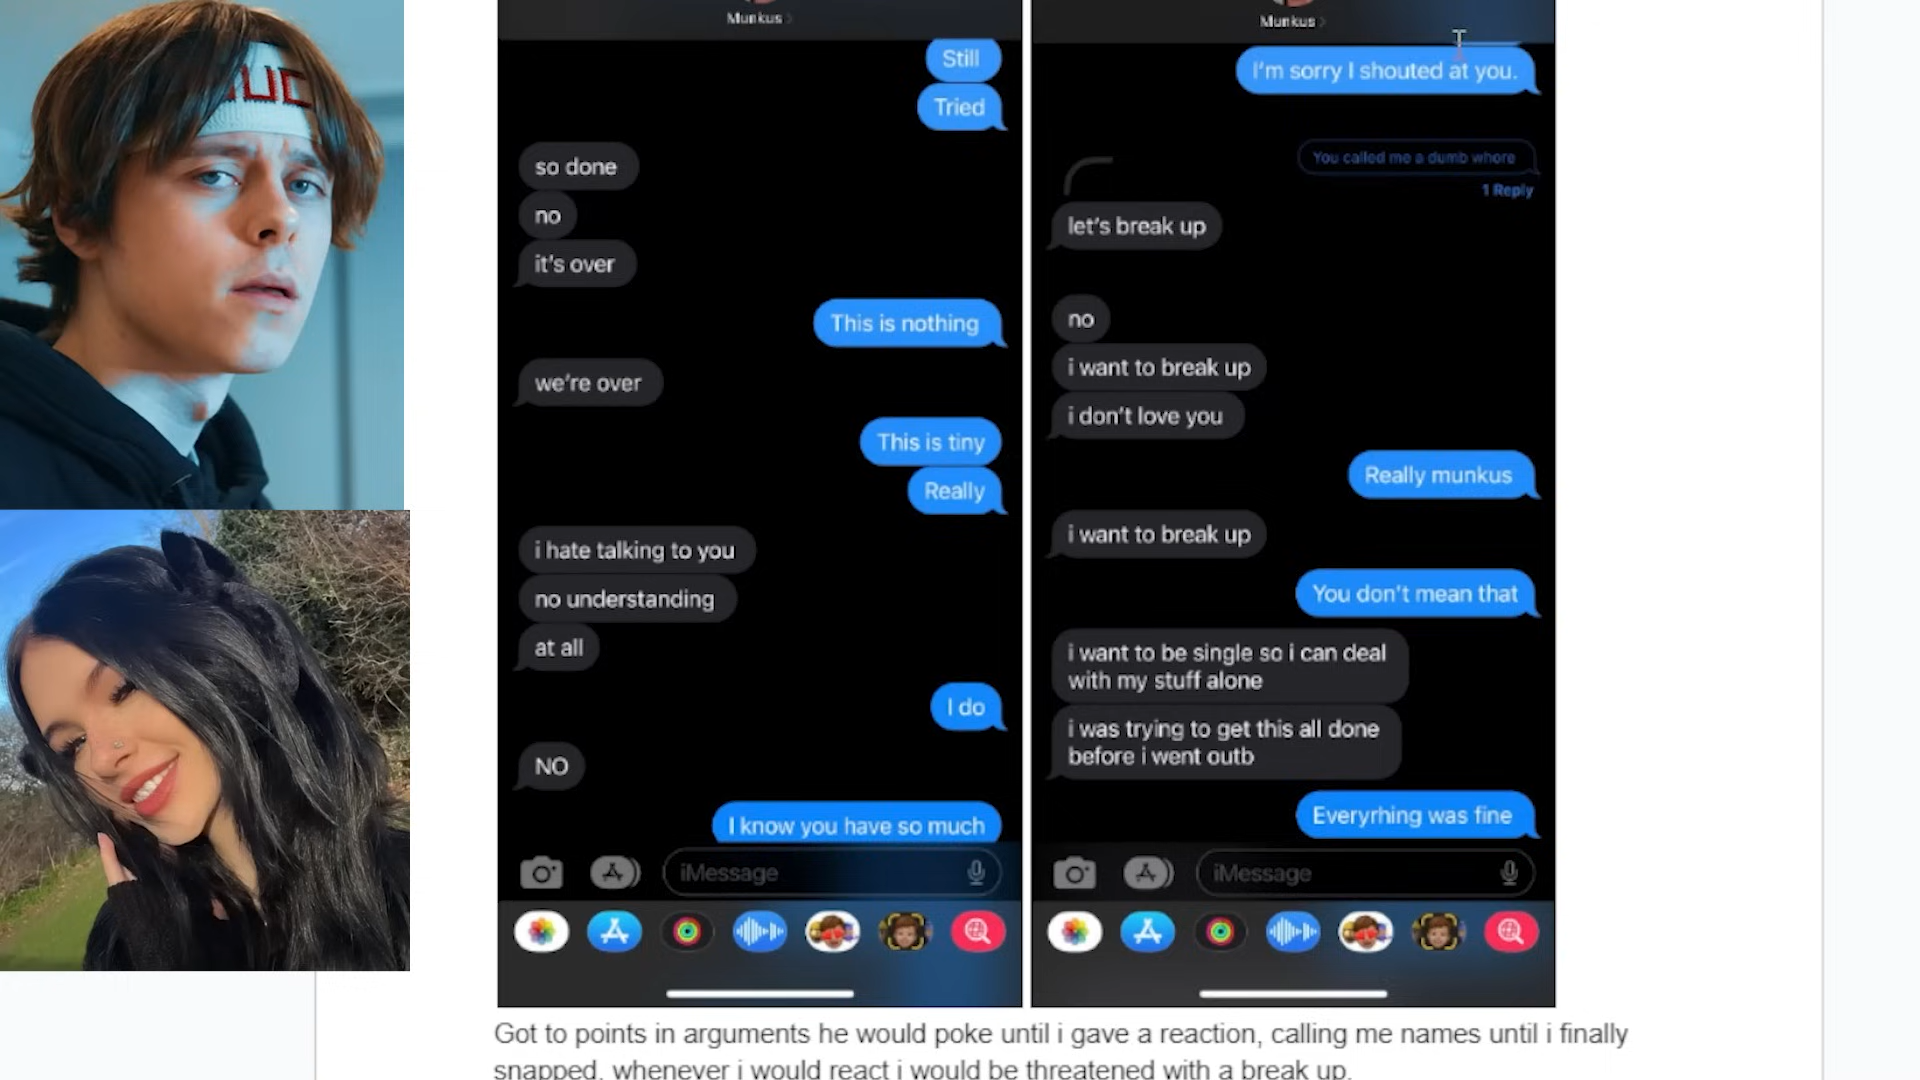 Munkus
Still
Tried
so done
no
it's over
This is nothing
we're over
This is tiny
Really
i hate talking to you
no understanding
at all
I do
NO
I know you have so much
iMessage
Munkus
I'm sorry I shouted at you.
You called me a dumb whore
1 Reply
let's break up
no
i want to break up
i don't love you
Really munkus
i want to break up
You don't mean that
i want to be single so i can deal
with my stuff alone
i was trying to get this all done
before i went outb
Everyrhing was fine
iMessage
Got to points in arguments he would poke until i gave a reaction, calling me names until i finally
snapped. whenever i would react i would be threatened with a break up.